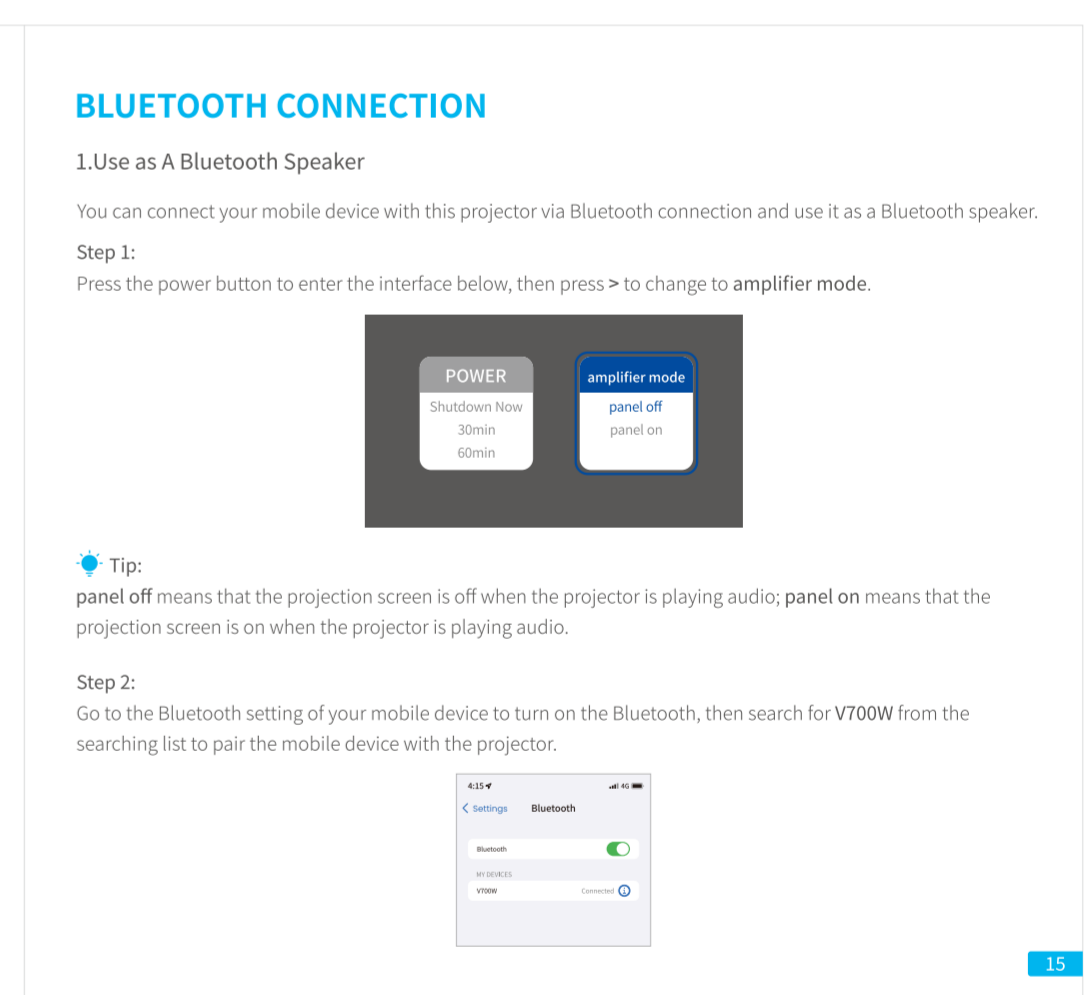 BLUETOOTH CONNECTION
1.Use as A Bluetooth Speaker
You can connect your mobile device with this projector via Bluetooth connection and use it as a Bluetooth speaker.
Step 1:
Press the power button to enter the interface below, then press > to change to amplifier mode.
POWER
Shutdown Now
30min
60min
amplifier mode
panel off
panel on
Tip:
panel off means that the projection screen is off when the projector is playing audio; panel on means that the
projection screen is on when the projector is playing audio.
Step 2:
Go to the Bluetooth setting of your mobile device to turn on the Bluetooth, then search for V700W from the
searching list to pair the mobile device with the projector.
4:15 4G
Settings Bluetooth
Bluetooth
MY DEVICES
V700W Connected i
15